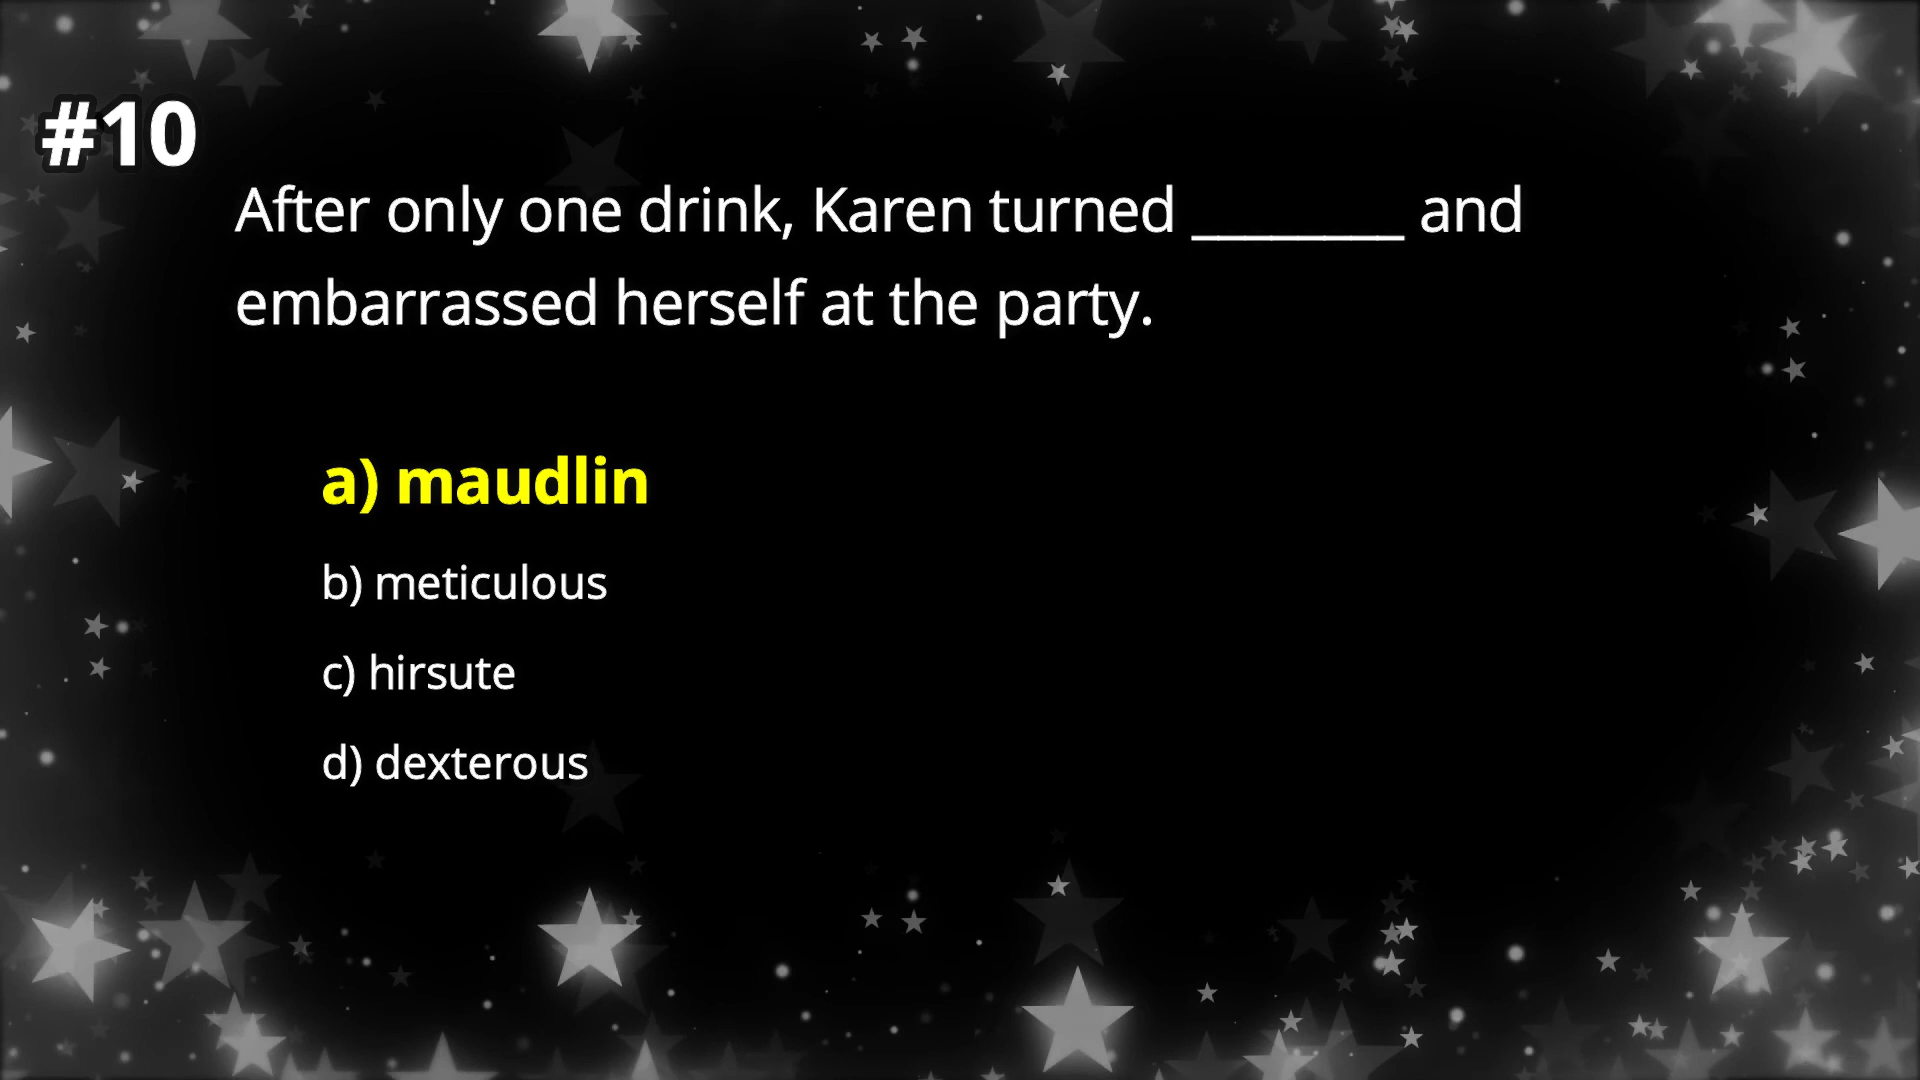 #10
After only one drink, Karen turned ________ and
embarrassed herself at the party.
a) maudlin
b) meticulous
c) hirsute
d) dexterous